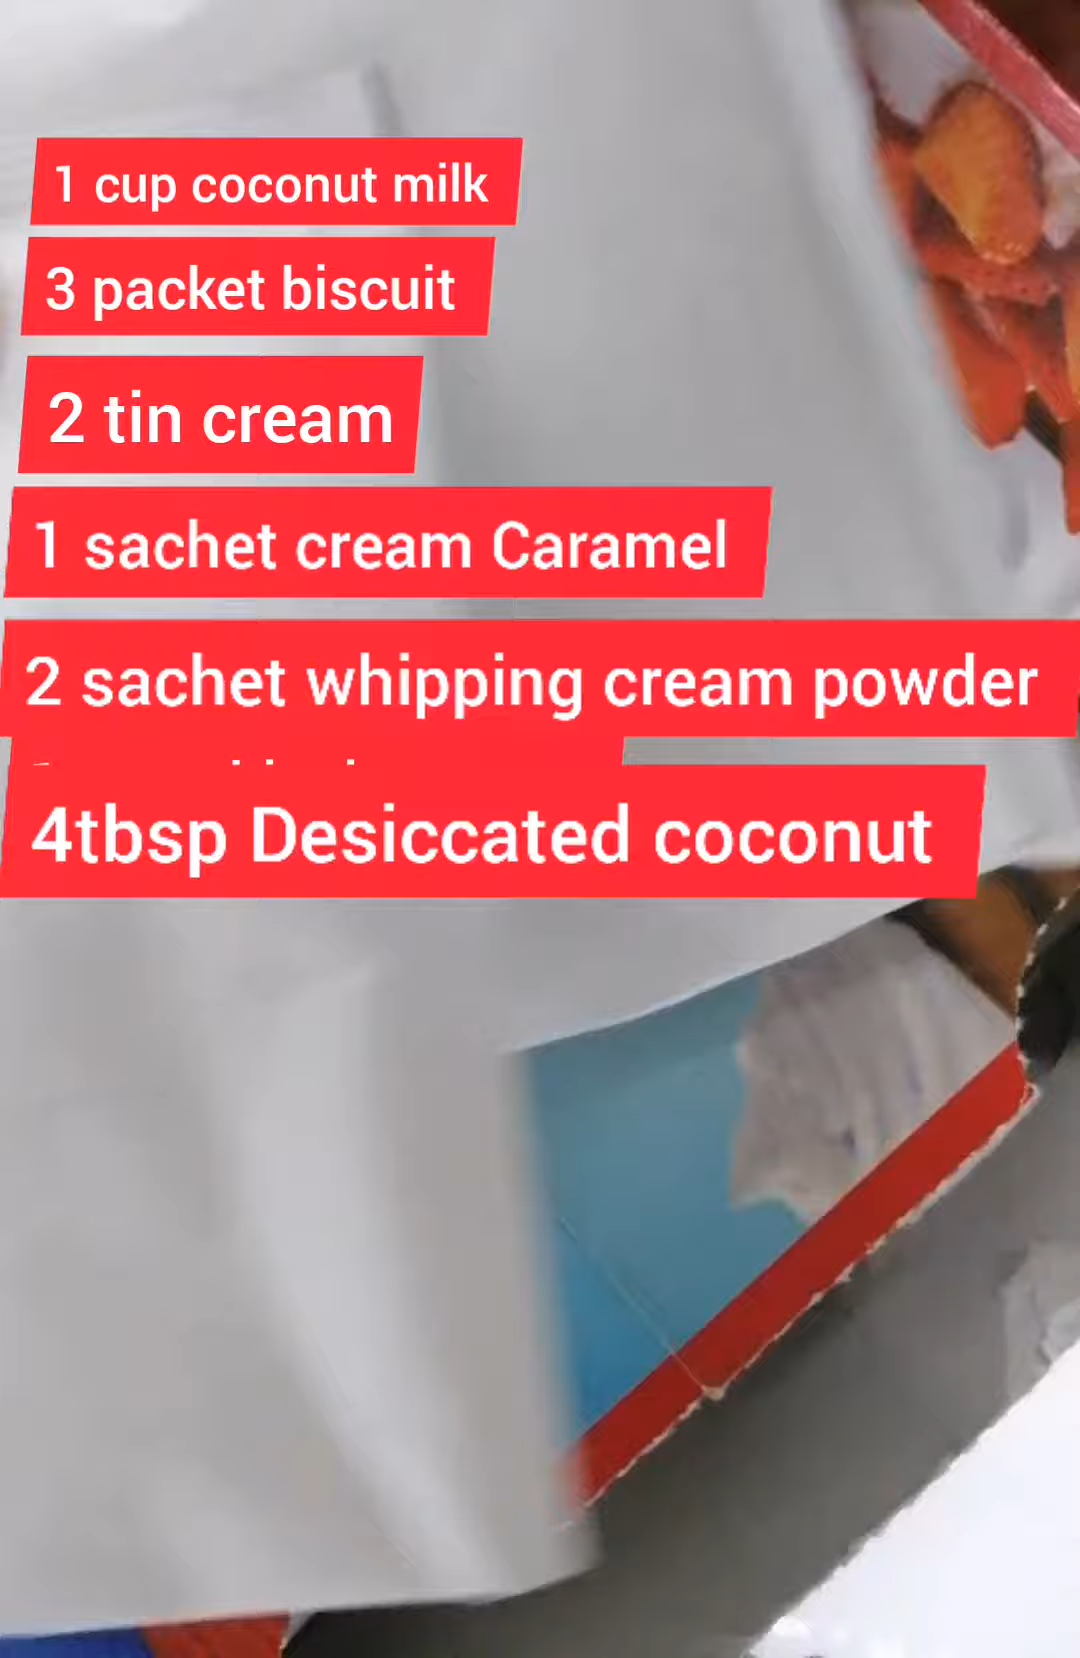 1 cup coconut milk
3 packet biscuit
2 tin cream
1 sachet cream Caramel
2 sachet whipping cream powder
4tbsp Desiccated coconut